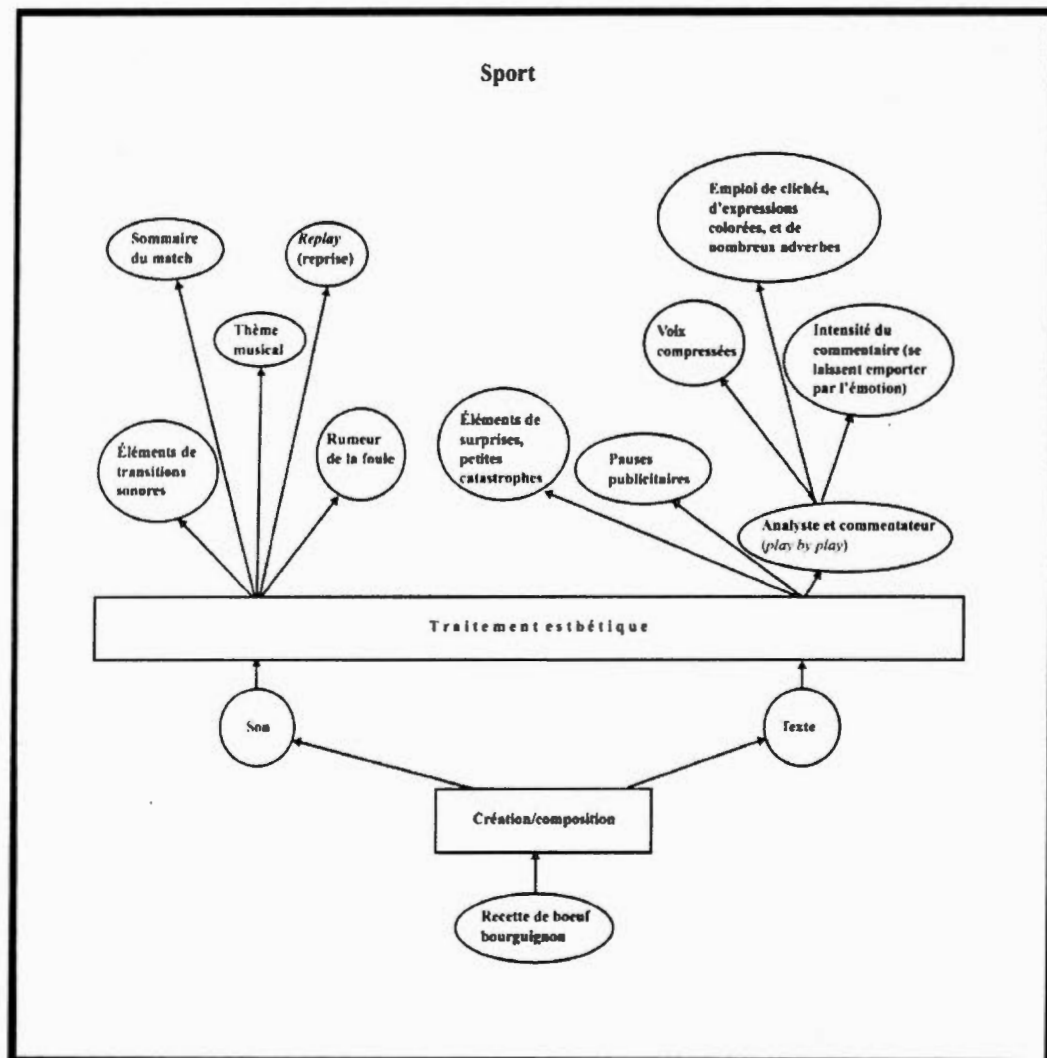 Sport
Emploi de clichés,
d'expressions
colorées, et de
nombreux adverbes
Sommaire
du match
Replay
(reprise)
Thème
musical
Voix
compressées
Intensité du
commentaire (se
laissent emporter
par l'émotion)
Éléments de
transitions
sonores
Rumeur
de la foule
Éléments de
surprises,
petites
catastrophes
Pauses
publicitaires
Analyste et commentateur
(play by play)
Traitement esthétique
Son
Texte
Création/composition
Recette de boeuf
bourguignon